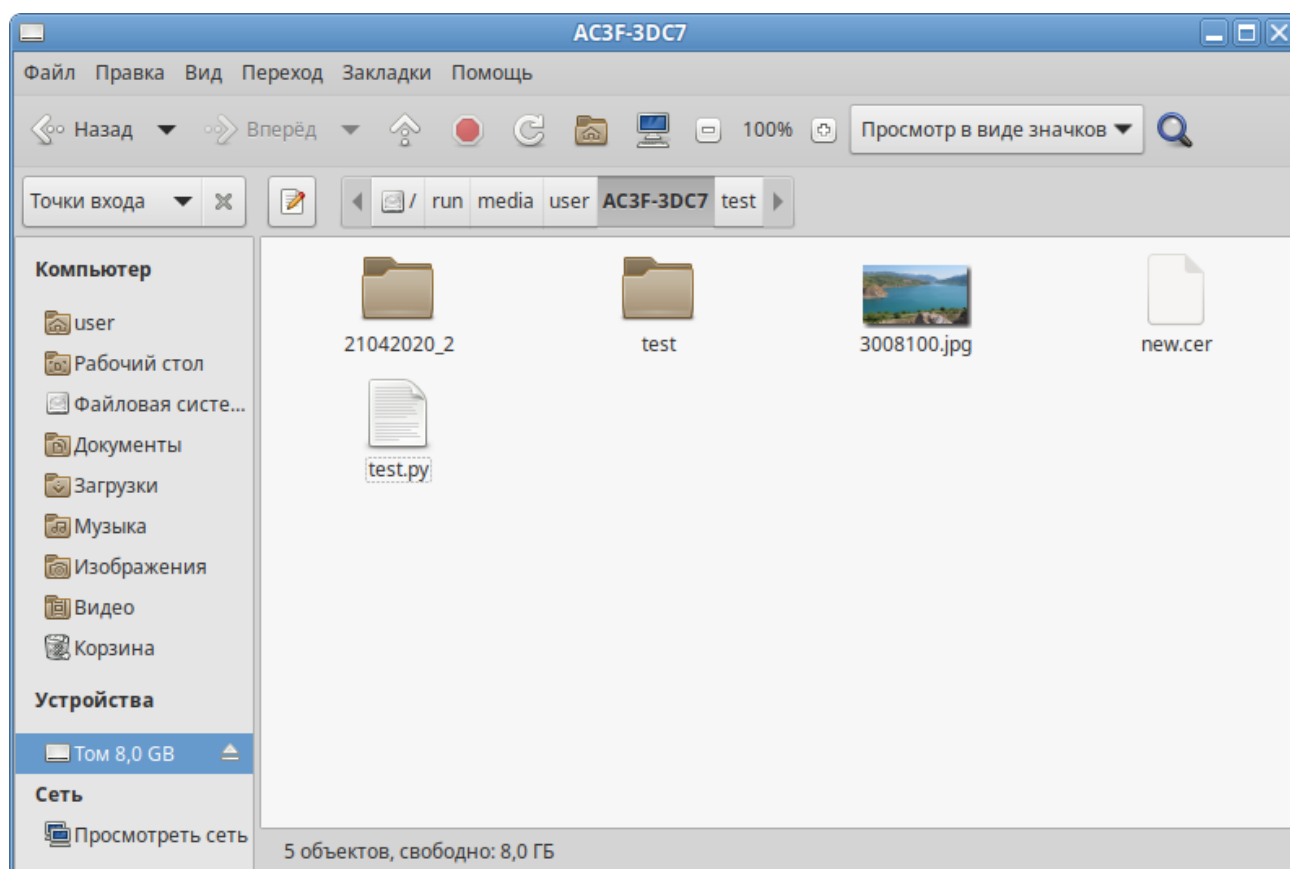 AC3F-3DC7
Файл Правка Вид Переход Закладки Помощь
Назад Вперёд 100% Просмотр в виде значков
Точки входа / run media user AC3F-3DC7 test
Компьютер
user
Рабочий стол
Файловая систе...
Документы
Загрузки
Музыка
Изображения
Видео
Корзина
Устройства
Том 8,0 GB
Сеть
Просмотреть сеть
21042020_2 test 3008100.jpg new.cer
test.py
5 объектов, свободно: 8,0 ГБ